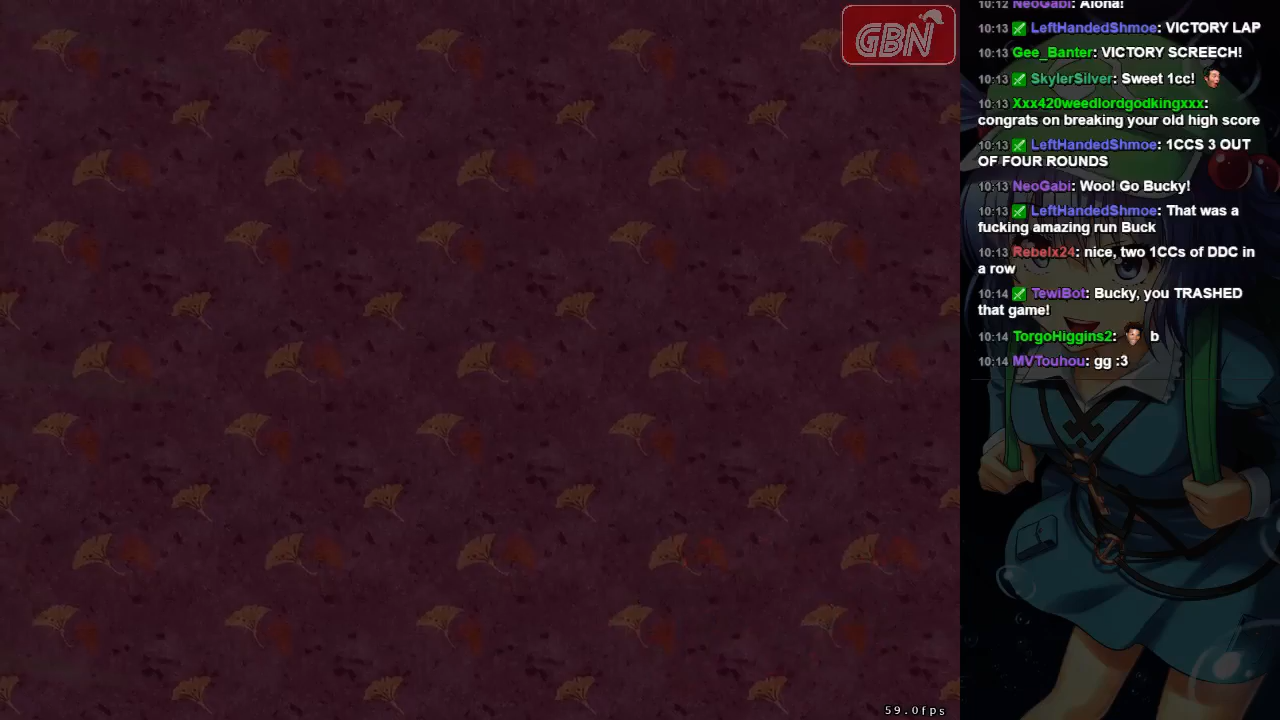 GBN
10:12 NeoGabi: Aloha!
10:13 LeftHandedShmoe: VICTORY LAP
10:13 Gee_Banter: VICTORY SCREECH!
10:13 SkylerSilver: Sweet 1cc!
10:13 Xxx420weedlordgodkingxxx:
congrats on breaking your old high score
10:13 LeftHandedShmoe: 1CCS 3 OUT
OF FOUR ROUNDS
10:13 NeoGabi: Woo! Go Bucky!
10:13 LeftHandedShmoe: That was a
fucking amazing run Buck
10:13 Rebelx24: nice, two 1CCs of DDC in
a row
10:14 TewiBot: Bucky, you TRASHED
that game!
10:14 TorgoHiggins2: b
10:14 MVTouhou: gg :3
59.0fps